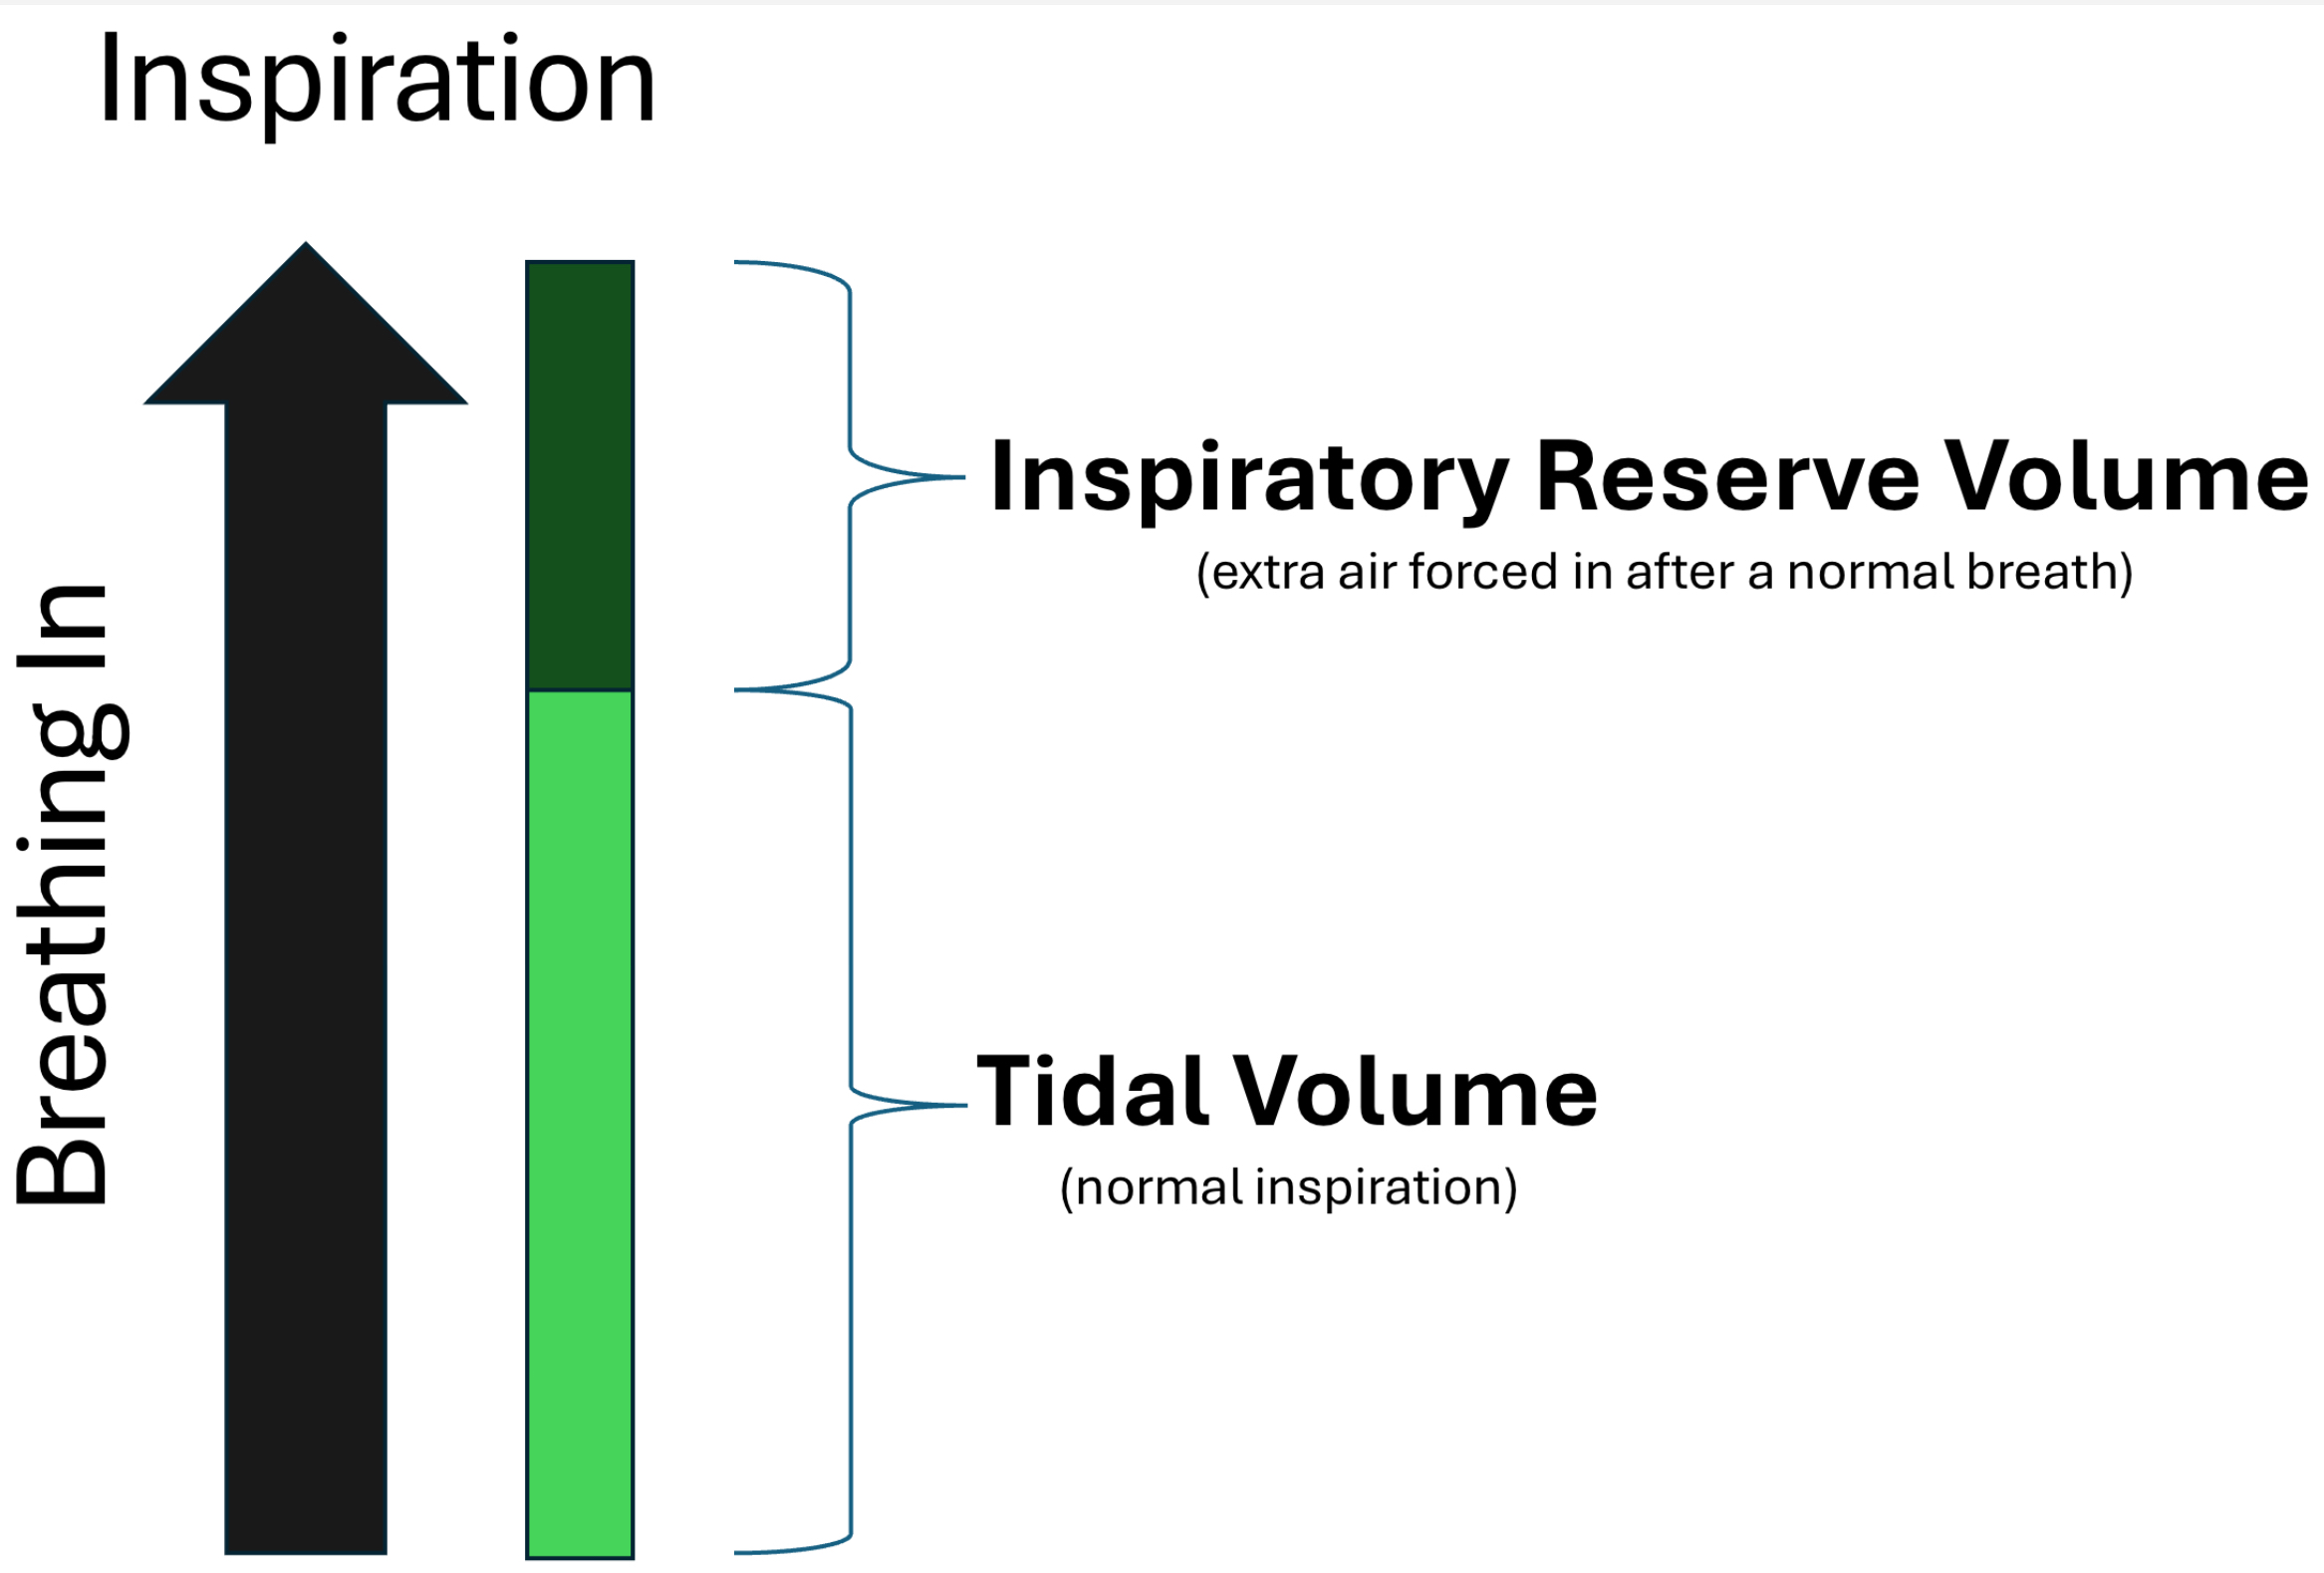 Inspiration
Breathing In
Inspiratory Reserve Volume
(extra air forced in after a normal breath)
Tidal Volume
(normal inspiration)